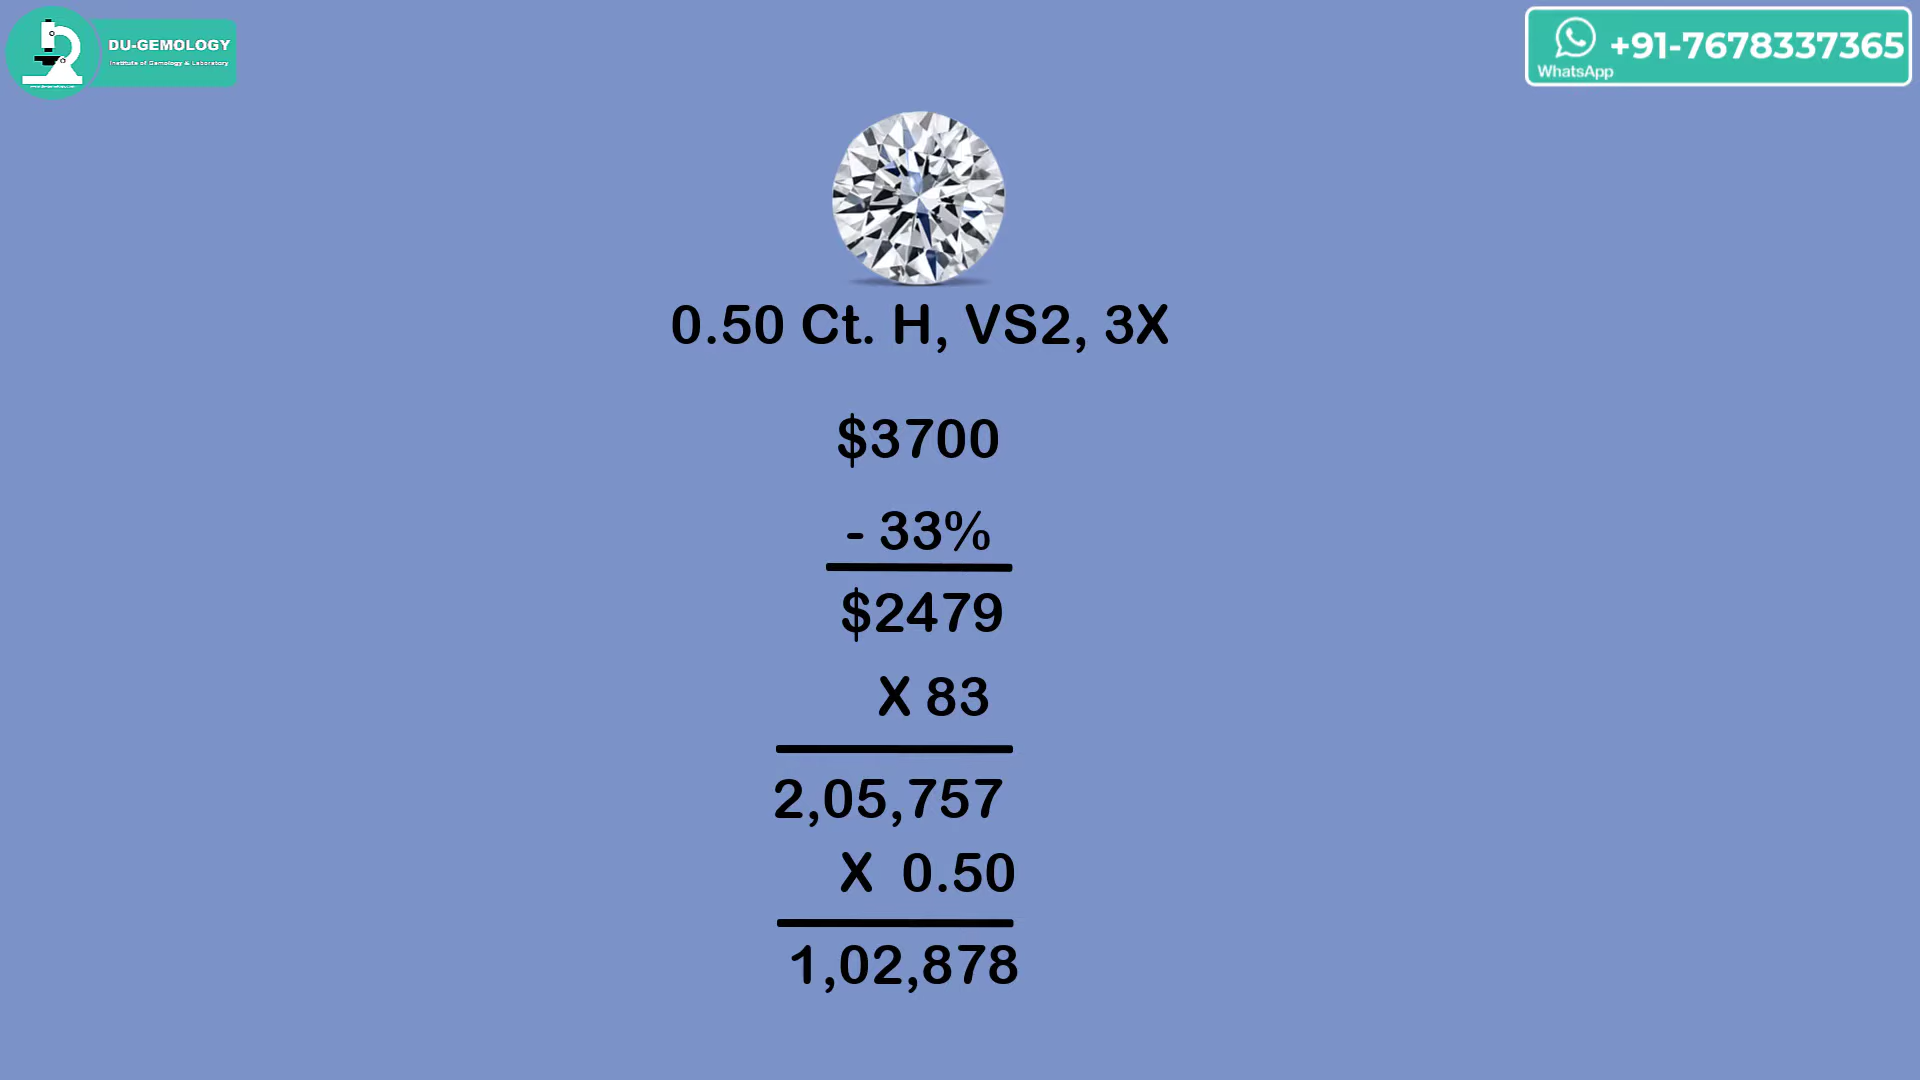 DU-GEMOLOGY
Institute of Gemology & Laboratory
WhatsApp
+91-7678337365
0.50 Ct. H, VS2, 3X
$3700
- 33%
$2479
X 83
2,05,757
X 0.50
1,02,878